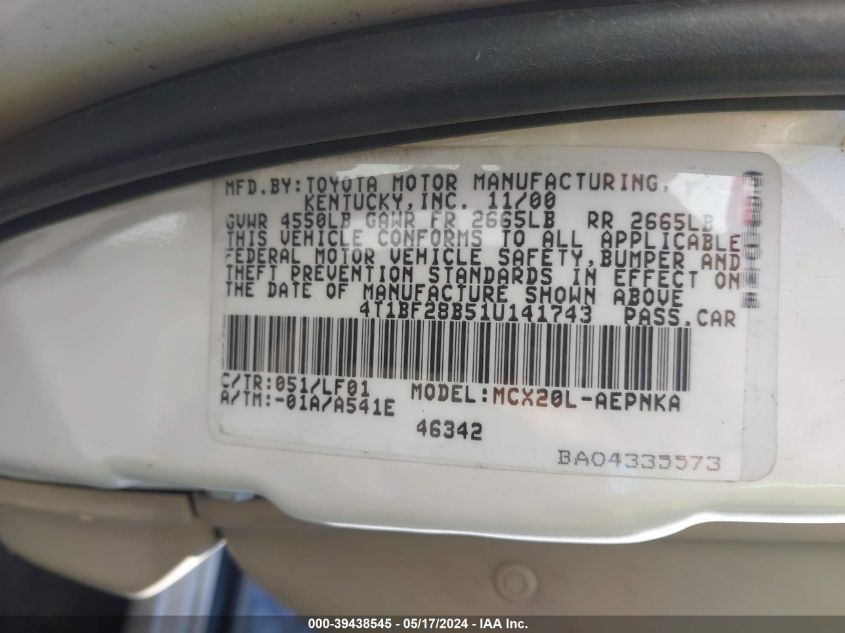 MFD.BY:TOYOTA MOTOR MANUFACTURING,
KENTUCKY,INC. 11/00
GVWR 4550LB GAWR FR 2665LB RR 2665LB
THIS VEHICLE CONFORMS TO ALL APPLICABLE
FEDERAL MOTOR VEHICLE SAFETY,BUMPER AND
THEFT PREVENTION STANDARDS IN EFFECT ON
THE DATE OF MANUFACTURE SHOWN ABOVE
4T1BF28B51U141743 PASS.CAR
C/TR:051/LF01 MODEL:MCX20L-AEPNKA
A/TM:-01A/A541E
46342
BA04335573
000-39438545 - 05/17/2024 - IAA Inc.